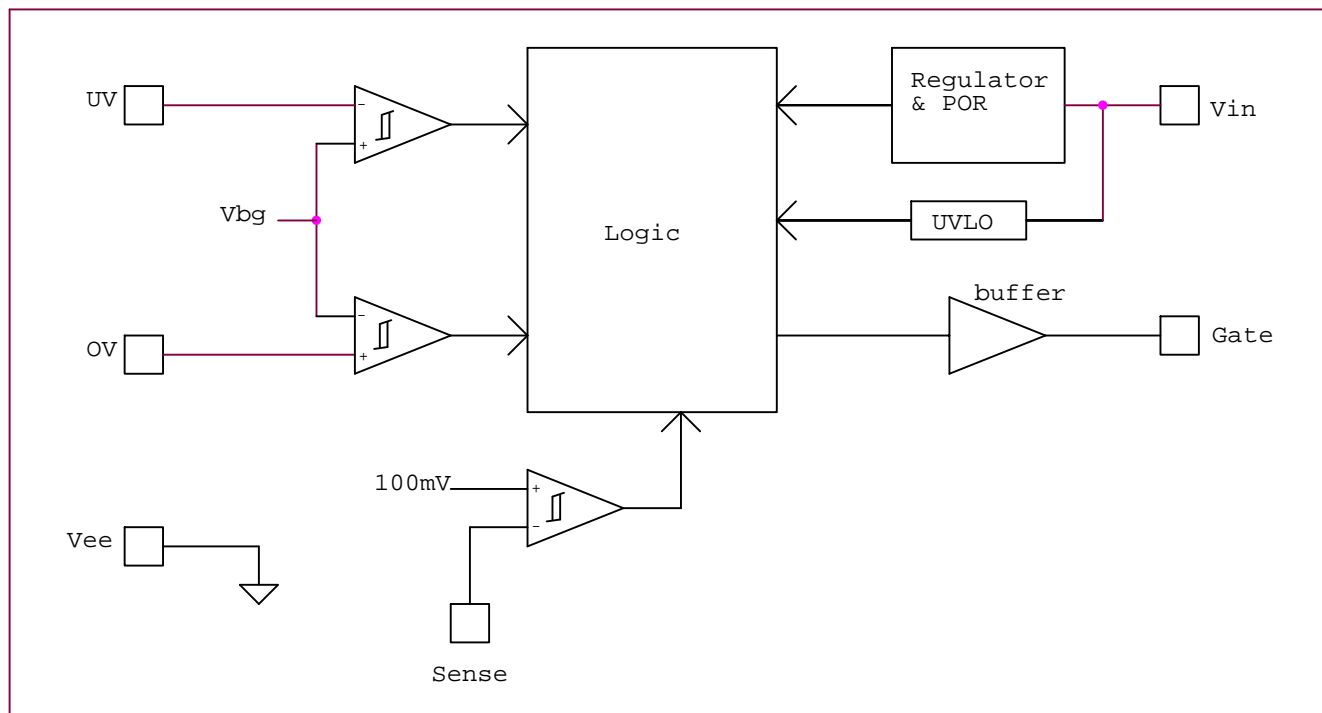 Regulator
& POR
UV
Vin
-
+
Vbg
UVLO
Logic
buffer
-
OV
+
Gate
100mV
+
-
Vee
Sense